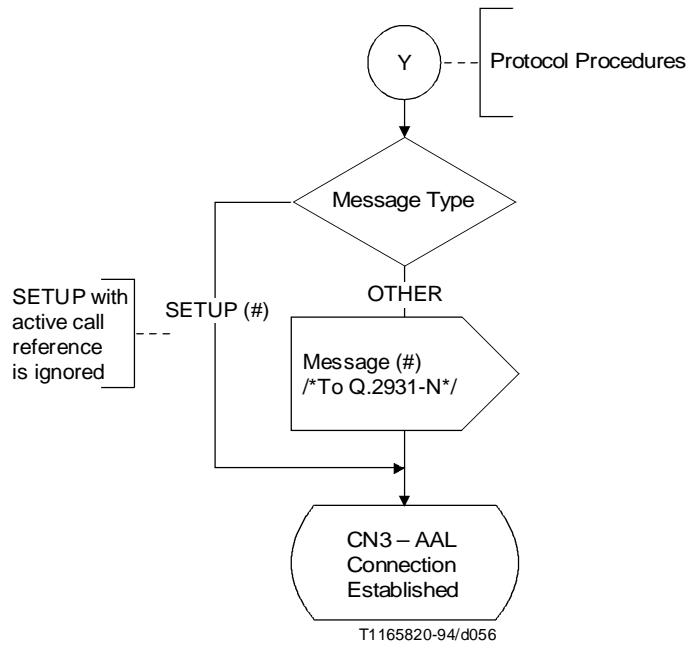 Y
Protocol Procedures
Message Type
SETUP with
active call
reference
is ignored
SETUP (#)
OTHER
Message (#)
/*To Q.2931-N*/
CN3 – AAL
Connection
Established
T1165820-94/d056